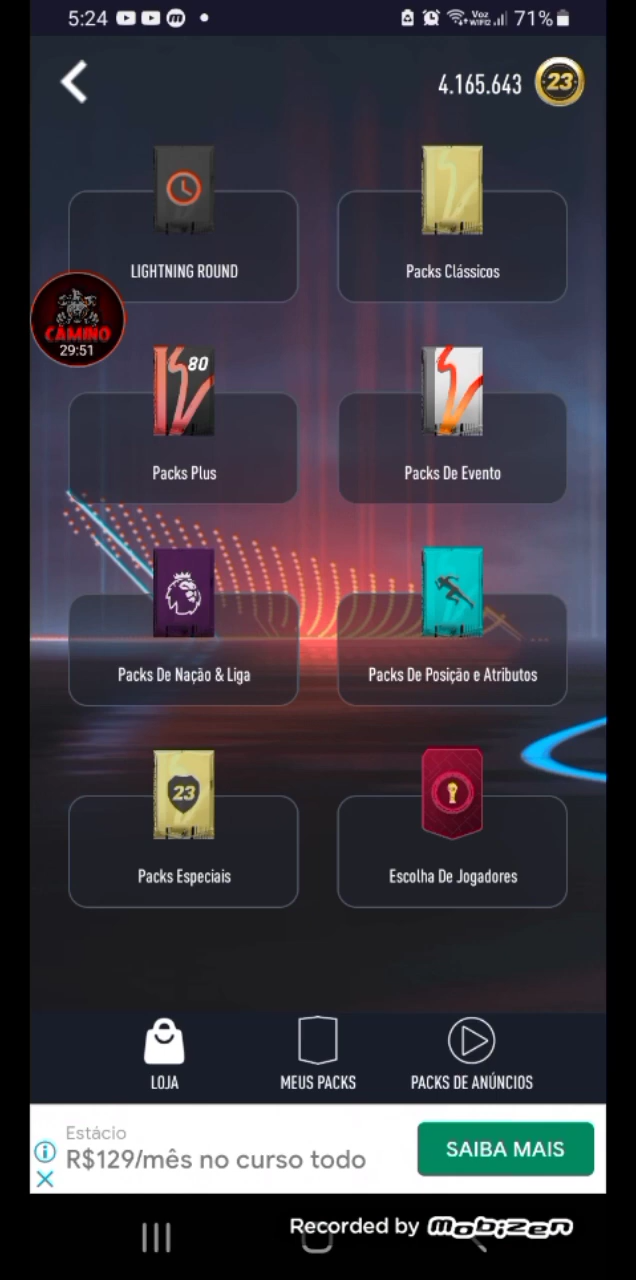 5:24
Voz
WIFI2
71%
4.165.643
23
LIGHTNING ROUND
Packs Clássicos
CAMINO
29:51
80
Packs Plus
Packs De Evento
Packs De Nação & Liga
Packs De Posição e Atributos
23
Packs Especiais
Escolha De Jogadores
LOJA
MEUS PACKS
PACKS DE ANÚNCIOS
Estácio
R$129/mês no curso todo
SAIBA MAIS
Recorded by Mobizen